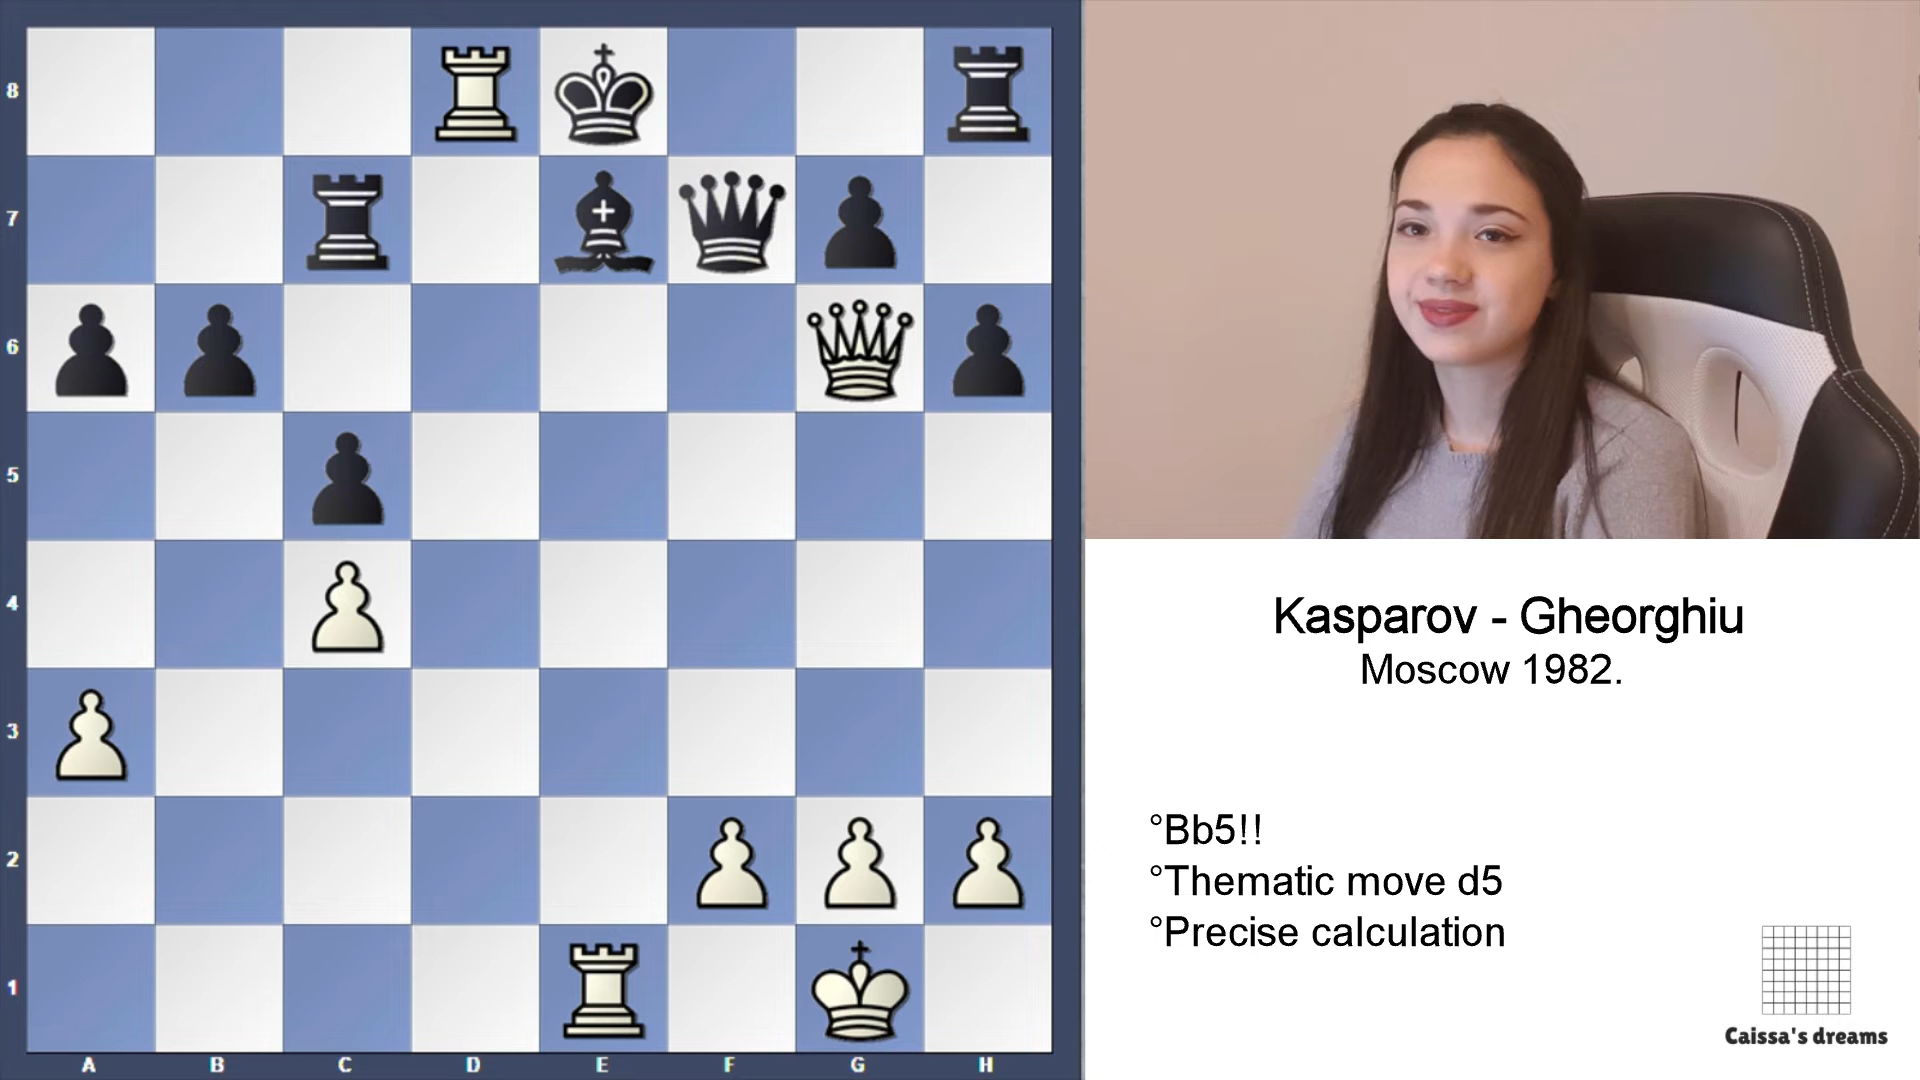 8
7
6
5
4
3
2
1
A B C D E F G H
Kasparov - Gheorghiu
Moscow 1982.
°Bb5!!
°Thematic move d5
°Precise calculation
Caissa's dreams